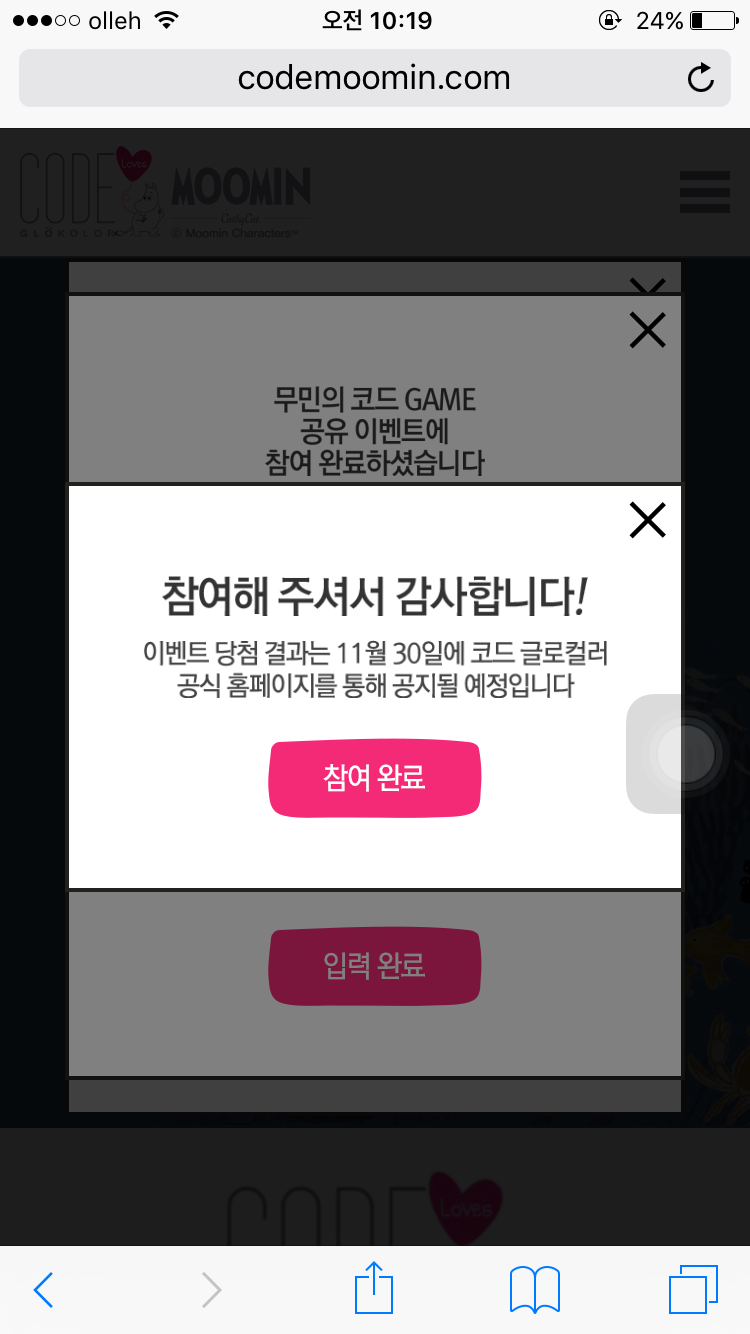 olleh
오전 10:19
24%
codemoomin.com
CODE
Loves
MOOMIN
GLÖKOLOR
CathyCat
© Moomin Characters™
무민의 코드 GAME
공유 이벤트에
참여 완료하셨습니다
참여해 주셔서 감사합니다!
이벤트 당첨 결과는 11월 30일에 코드 글로컬러
공식 홈페이지를 통해 공지될 예정입니다
참여 완료
입력 완료
CODE
Loves